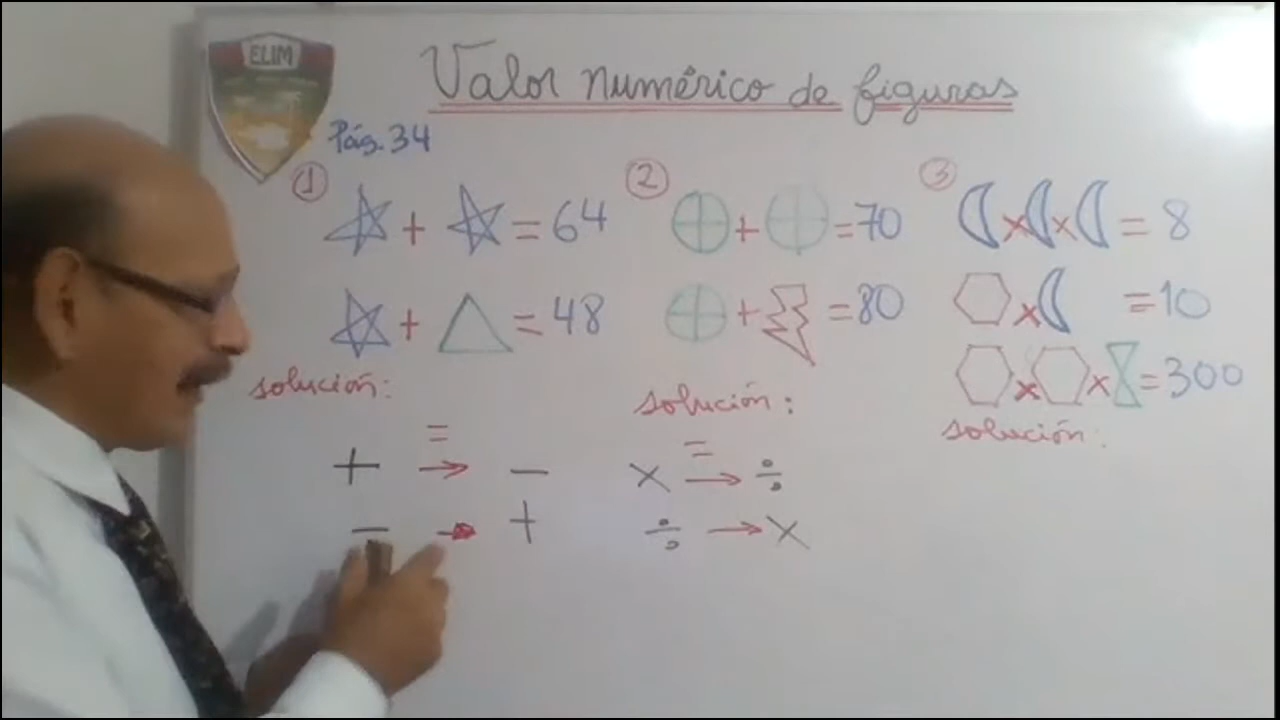 ELIM
Valor numérico de figuras
Pág. 34
1
+ = 64
+ = 48
solución:
+ → = -
- → +
2
+ = 70
+ = 80
solución:
× → = ÷
÷ → ×
3
× × = 8
× = 10
× × = 300
solución: